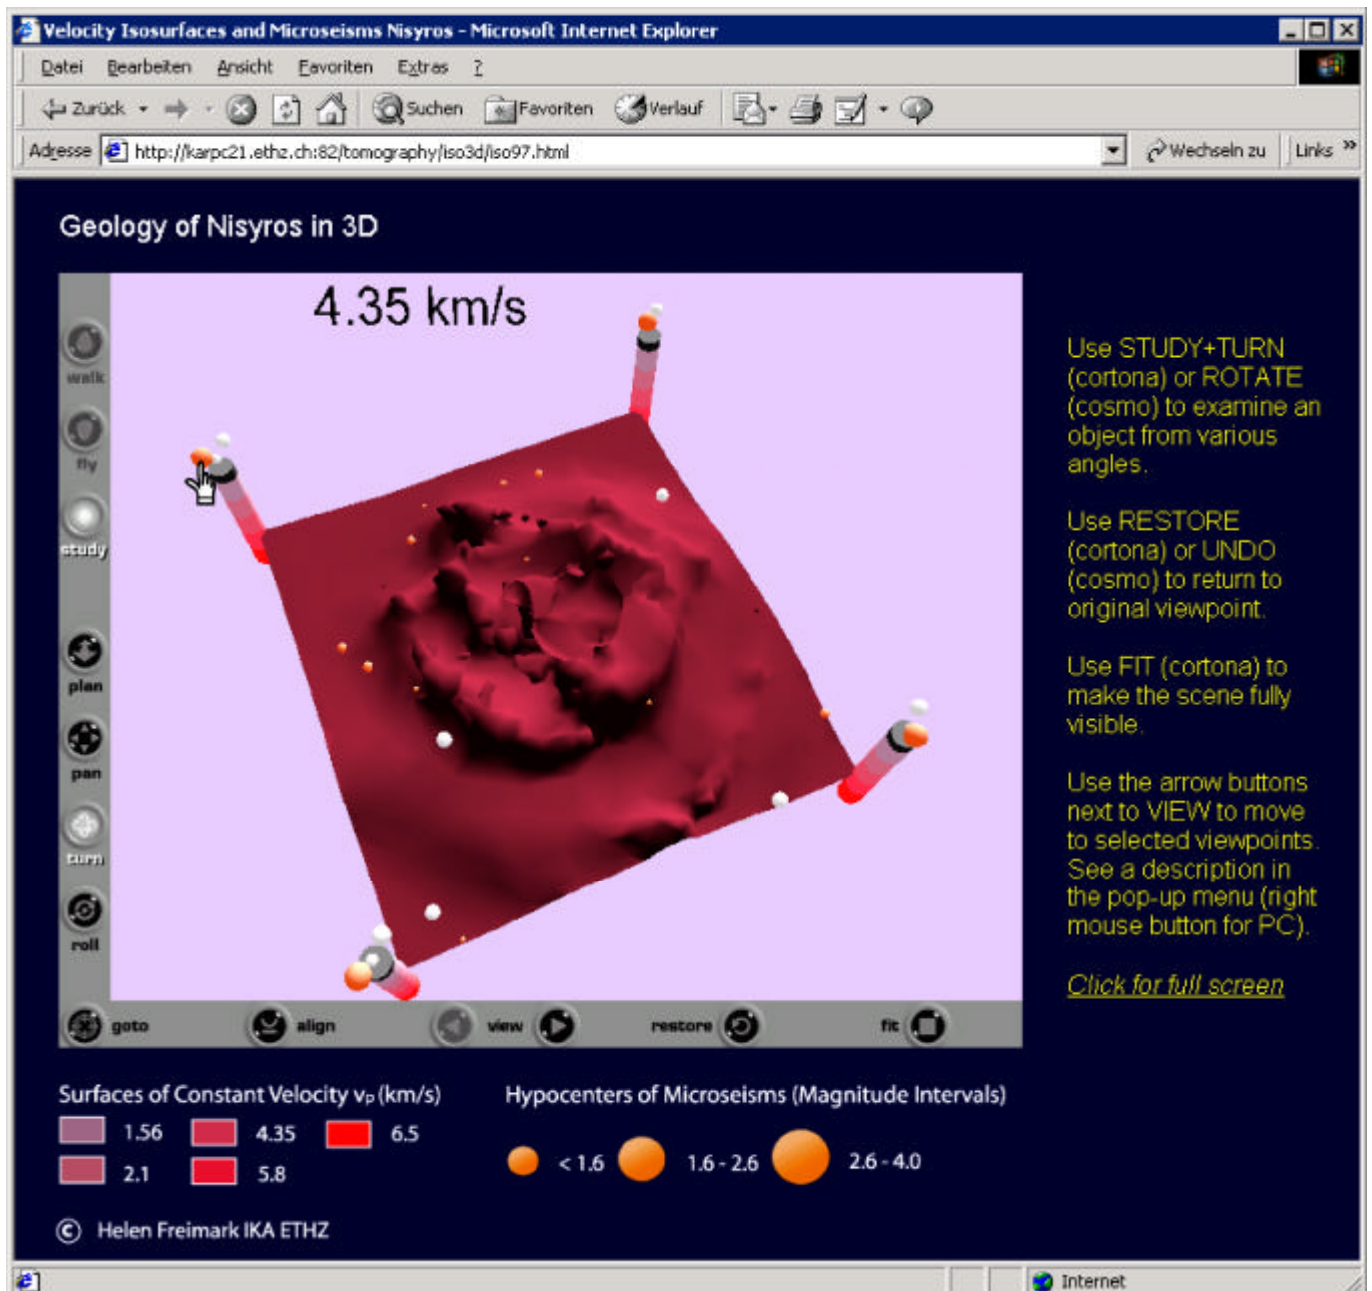 Velocity Isosurfaces and Microseisms Nisyros - Microsoft Internet Explorer
Datei Bearbeiten Ansicht Favoriten Extras ?
Zurück Suchen Favoriten Verlauf
Adresse http://karpc21.ethz.ch:82/tomography/iso3d/iso97.html Wechseln zu Links »
Geology of Nisyros in 3D
4.35 km/s
walk
fly
study
plan
pan
turn
roll
goto align view restore fit
Use STUDY+TURN
(cortona) or ROTATE
(cosmo) to examine an
object from various
angles.
Use RESTORE
(cortona) or UNDO
(cosmo) to return to
original viewpoint.
Use FIT (cortona) to
make the scene fully
visible.
Use the arrow buttons
next to VIEW to move
to selected viewpoints.
See a description in
the pop-up menu (right
mouse button for PC).
Click for full screen
Surfaces of Constant Velocity vp (km/s)
1.56 4.35 6.5
2.1 5.8
Hypocenters of Microseisms (Magnitude Intervals)
< 1.6 1.6 - 2.6 2.6 - 4.0
© Helen Freimark IKA ETHZ
Internet